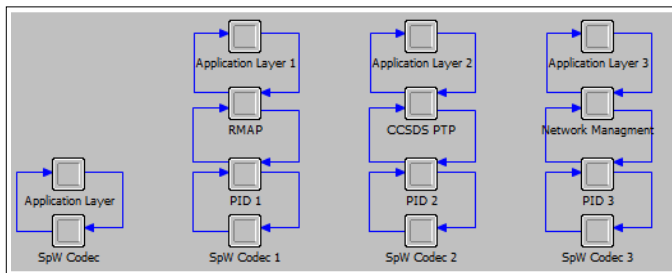 Application Layer 1 Application Layer 2 Application Layer 3
RMAP CCSDS PTP Network Managment
Application Layer PID 1 PID 2 PID 3
SpW Codec SpW Codec 1 SpW Codec 2 SpW Codec 3